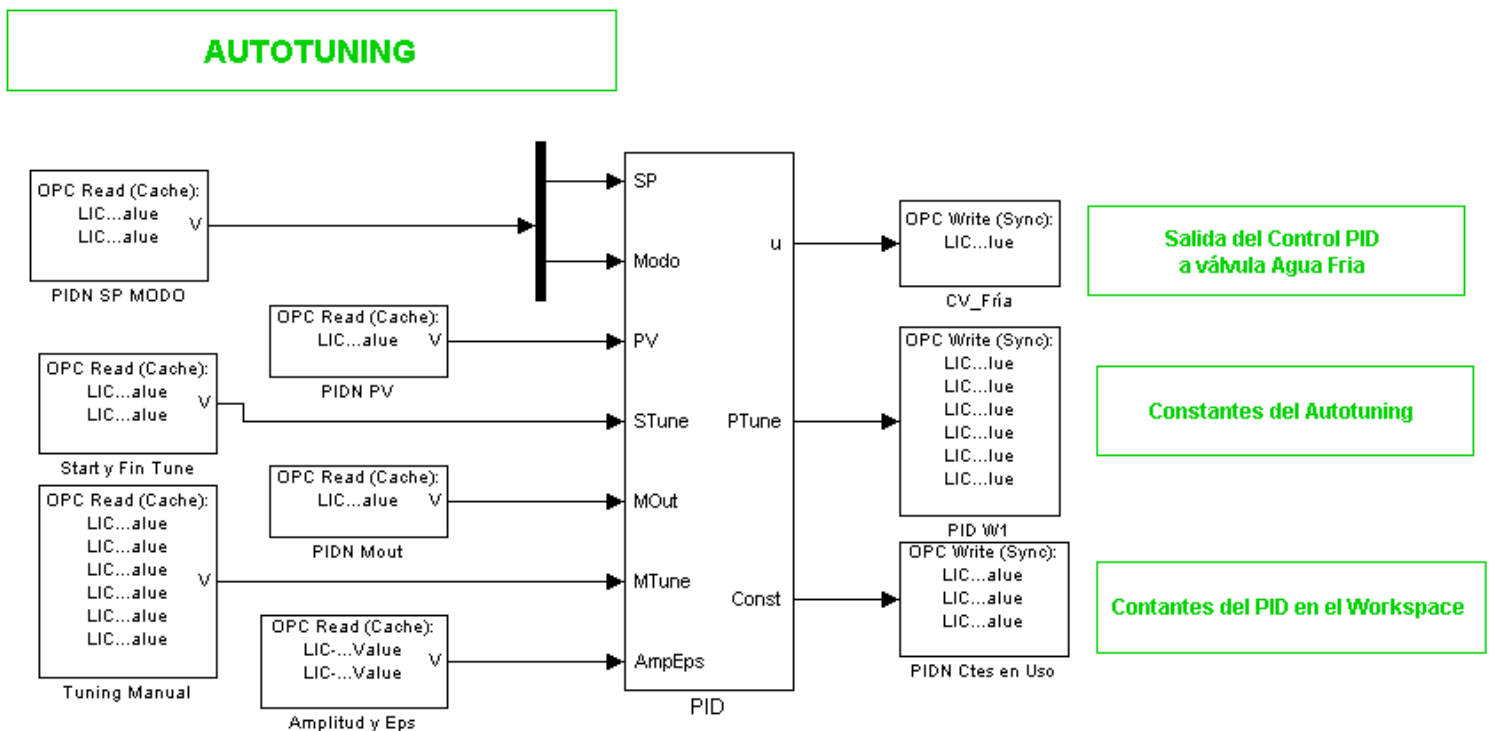 AUTOTUNING
OPC Read (Cache):
LIC...alue
LIC...alue
V
PIDN SP MODO
OPC Read (Cache):
LIC...alue
V
PIDN PV
OPC Read (Cache):
LIC...alue
LIC...alue
V
Start y Fin Tune
OPC Read (Cache):
LIC...alue
V
PIDN Mout
OPC Read (Cache):
LIC...alue
LIC...alue
LIC...alue
LIC...alue
LIC...alue
LIC...alue
V
Tuning Manual
OPC Read (Cache):
LIC-...Value
LIC-...Value
V
Amplitud y Eps
SP
Modo
PV
STune
MOut
MTune
AmpEps
u
PTune
Const
PID
OPC Write (Sync):
LIC...lue
CV_Fría
OPC Write (Sync):
LIC...lue
LIC...lue
LIC...lue
LIC...lue
LIC...lue
LIC...lue
PID W1
OPC Write (Sync):
LIC...alue
LIC...alue
LIC...alue
PIDN Ctes en Uso
Salida del Control PID
a válvula Agua Fria
Constantes del Autotuning
Contantes del PID en el Workspace